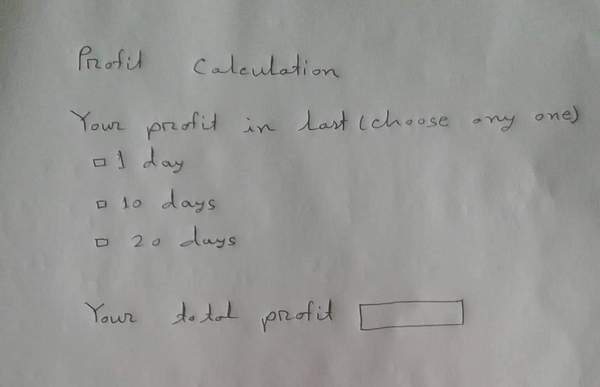 Profit Calculation
Your profit in last (choose any one)
1 day
10 days
20 days
Your total profit